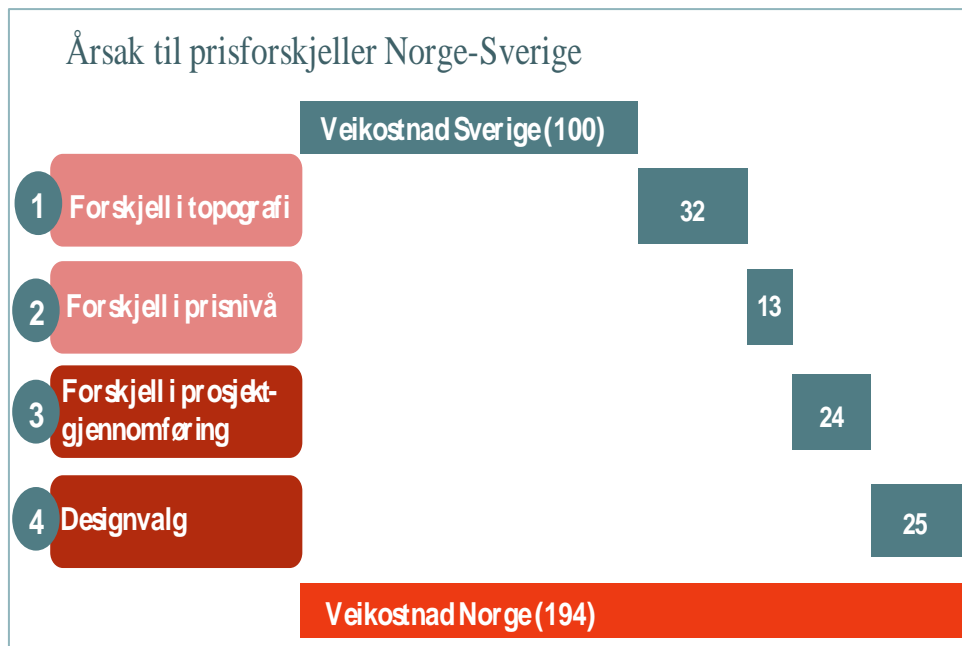 Årsak til prisforskjeller Norge-Sverige
Veikostnad Sverige (100)
1
Forskjell i topografi
32
2
Forskjell i prisnivå
13
3
Forskjell i prosjekt-
gjennomføring
24
4
Designvalg
25
Veikostnad Norge (194)